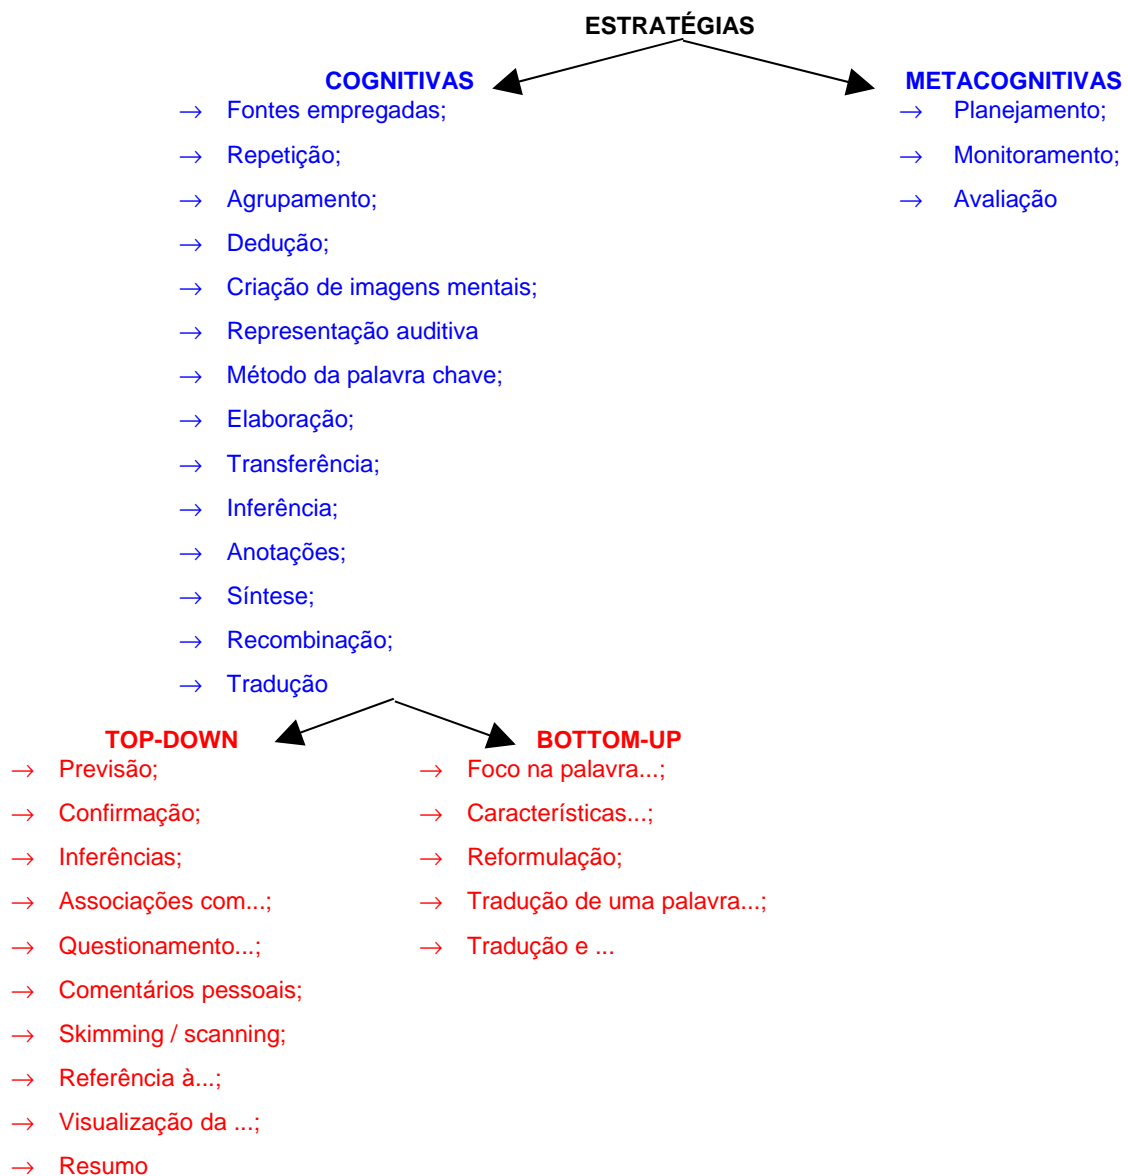 ESTRATÉGIAS
COGNITIVAS
→ Fontes empregadas;
→ Repetição;
→ Agrupamento;
→ Dedução;
→ Criação de imagens mentais;
→ Representação auditiva
→ Método da palavra chave;
→ Elaboração;
→ Transferência;
→ Inferência;
→ Anotações;
→ Síntese;
→ Recombinação;
→ Tradução
METACOGNITIVAS
→ Planejamento;
→ Monitoramento;
→ Avaliação
TOP-DOWN
→ Previsão;
→ Confirmação;
→ Inferências;
→ Associações com...;
→ Questionamento...;
→ Comentários pessoais;
→ Skimming / scanning;
→ Referência à...;
→ Visualização da ...;
→ Resumo
BOTTOM-UP
→ Foco na palavra...;
→ Característícas...;
→ Reformulação;
→ Tradução de uma palavra...;
→ Tradução e ...